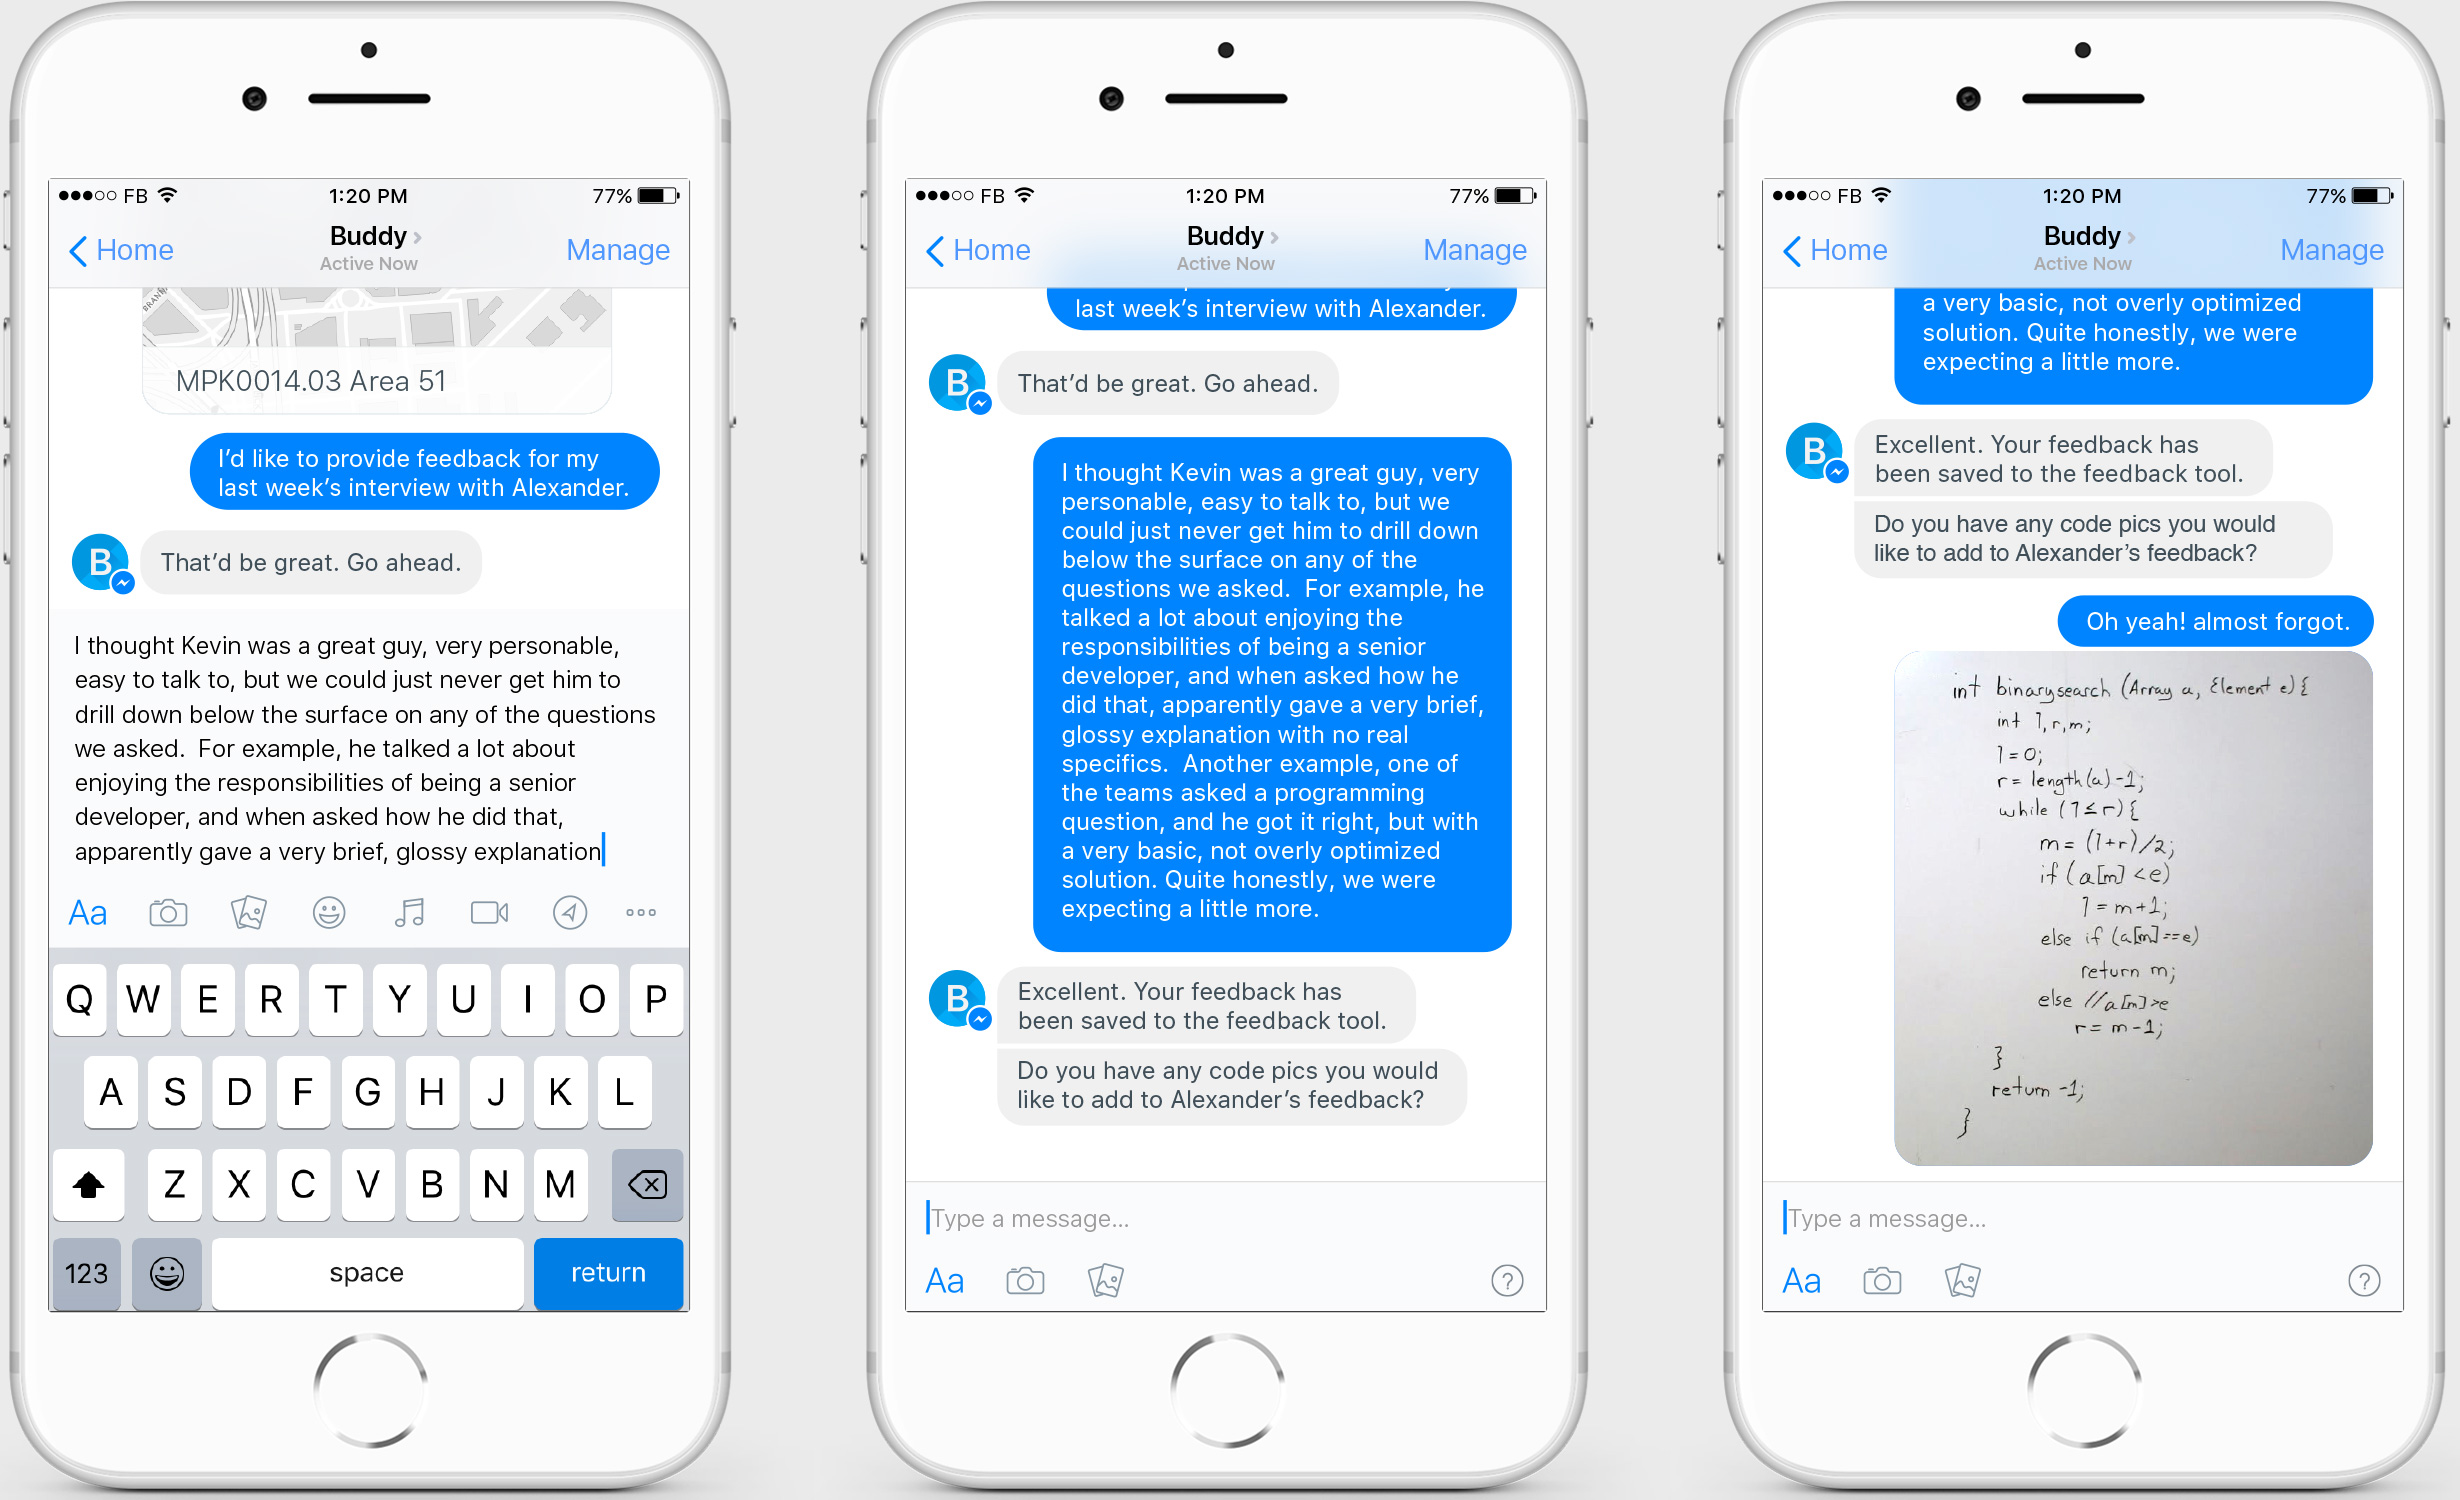 FB 1:20 PM 77%
Home Buddy Manage
Active Now
MPK0014.03 Area 51
I'd like to provide feedback for my
last week's interview with Alexander.
B That'd be great. Go ahead.
I thought Kevin was a great guy, very personable,
easy to talk to, but we could just never get him to
drill down below the surface on any of the questions
we asked.  For example, he talked a lot about
enjoying the responsibilities of being a senior
developer, and when asked how he did that,
apparently gave a very brief, glossy explanation
Aa
Q W E R T Y U I O P
A S D F G H J K L
Z X C V B N M
123 space return
FB 1:20 PM 77%
Home Buddy Manage
Active Now
last week's interview with Alexander.
B That'd be great. Go ahead.
I thought Kevin was a great guy, very
personable, easy to talk to, but we
could just never get him to drill down
below the surface on any of the
questions we asked.  For example, he
talked a lot about enjoying the
responsibilities of being a senior
developer, and when asked how he
did that, apparently gave a very brief,
glossy explanation with no real
specifics.  Another example, one of
the teams asked a programming
question, and he got it right, but with
a very basic, not overly optimized
solution. Quite honestly, we were
expecting a little more.
B Excellent. Your feedback has
been saved to the feedback tool.
Do you have any code pics you would
like to add to Alexander's feedback?
Type a message...
Aa ?
FB 1:20 PM 77%
Home Buddy Manage
Active Now
a very basic, not overly optimized
solution. Quite honestly, we were
expecting a little more.
B Excellent. Your feedback has
been saved to the feedback tool.
Do you have any code pics you would
like to add to Alexander's feedback?
Oh yeah! almost forgot.
int binarysearch (Array a, Element e){
int l,r,m;
l=0;
r= length(a)-1;
while (l≤r){
m= (l+r)/2;
if (a[m] <e)
l=m+1;
else if (a[m]==e)
return m;
else //a[m]>e
r= m-1;
}
return -1;
}
Type a message...
Aa ?